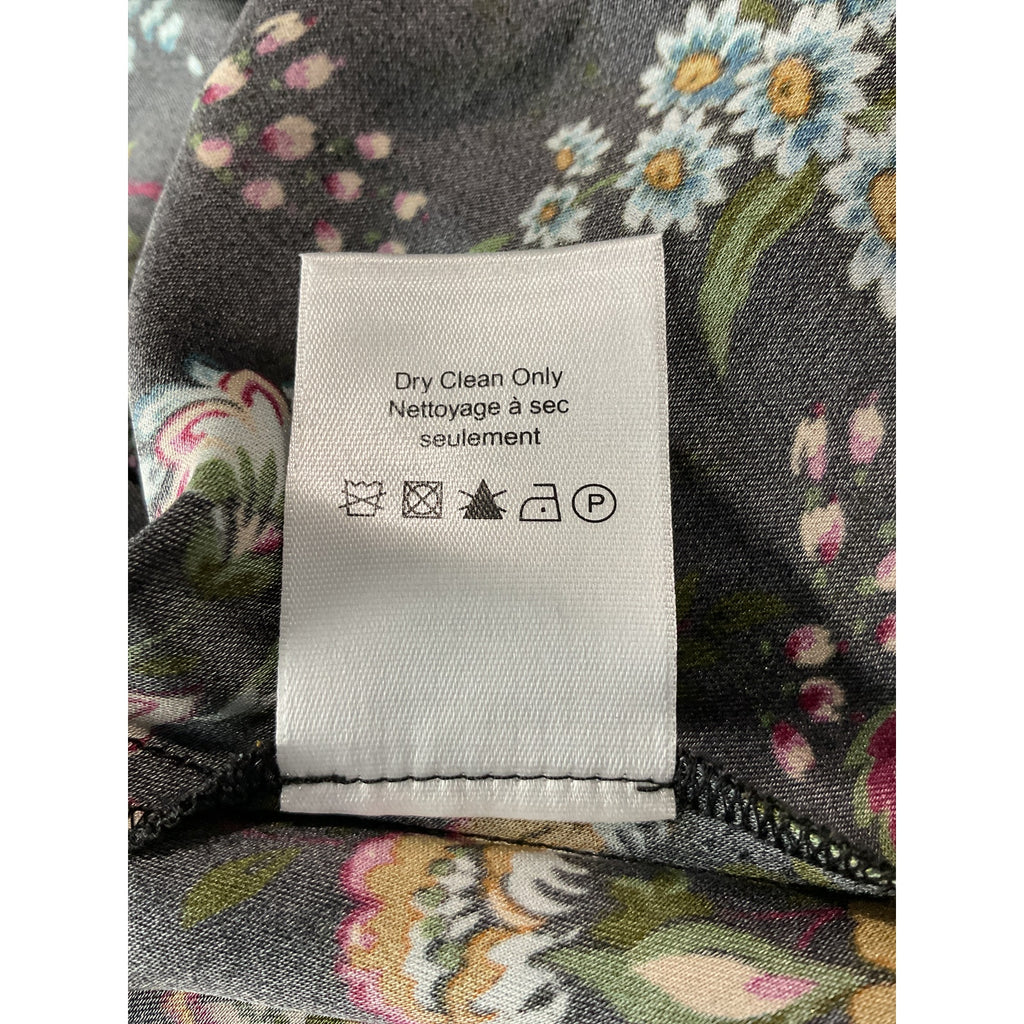 Dry Clean Only
Nettoyage à sec
seulement
P